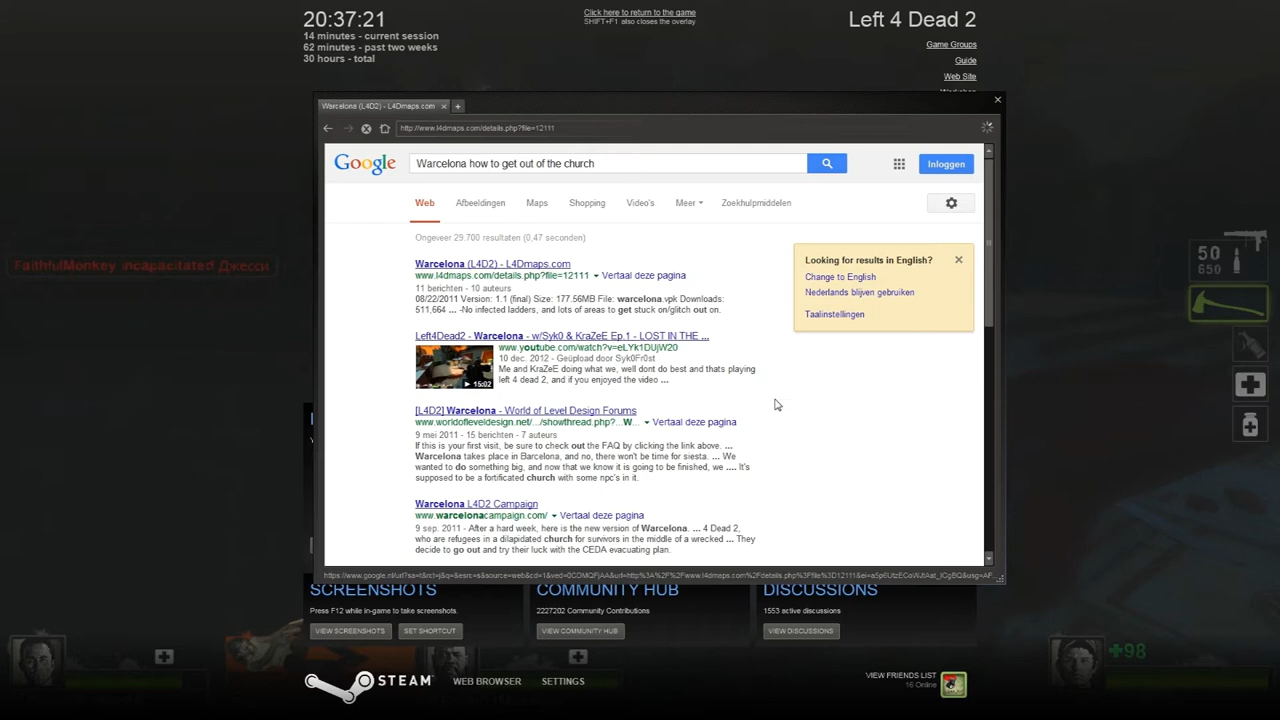 20:37:21
14 minutes - current session
62 minutes - past two weeks
30 hours - total
Click here to return to the game
SHIFT+F1 also closes the overlay
Left 4 Dead 2
Game Groups
Guide
Web Site
Warcelona (L4D2) - L4Dmaps.com
http://www.l4dmaps.com/details.php?file=12111
Google
Warcelona how to get out of the church
Inloggen
Web Afbeeldingen Maps Shopping Video's Meer Zoekhulpmiddelen
Ongeveer 29.700 resultaten (0,47 seconden)
Warcelona (L4D2) - L4Dmaps.com
www.l4dmaps.com/details.php?file=12111 Vertaal deze pagina
11 berichten - 10 auteurs
08/22/2011 Version: 1.1 (final) Size: 177.56MB File: warcelona.vpk Downloads:
511,664 ... -No infected ladders, and lots of areas to get stuck on/glitch out on.
Left4Dead2 - Warcelona - w/Syk0 & KraZeE Ep.1 - LOST IN THE ...
www.youtube.com/watch?v=eLYk1DUjW20
10 dec. 2012 - Geüpload door Syk0Fr0st
Me and KraZeE doing what we, well dont do best and thats playing
left 4 dead 2, and if you enjoyed the video ...
15:02
[L4D2] Warcelona - World of Level Design Forums
www.worldofleveldesign.net/.../showthread.php?...W... Vertaal deze pagina
9 mei 2011 - 15 berichten - 7 auteurs
If this is your first visit, be sure to check out the FAQ by clicking the link above. ...
Warcelona takes place in Barcelona, and no, there won't be time for siesta. ... We
wanted to do something big, and now that we know it is going to be finished, we .... It's
supposed to be a fortificated church with some npc's in it.
Warcelona L4D2 Campaign
www.warcelonacampaign.com/ Vertaal deze pagina
9 sep. 2011 - After a hard week, here is the new version of Warcelona. ... 4 Dead 2,
who are refugees in a dilapidated church for survivors in the middle of a wrecked ... They
decide to go out and try their luck with the CEDA evacuating plan.
Looking for results in English?
Change to English
Nederlands blijven gebruiken
Taalinstellingen
FaithfulMonkey incapacitated Джесси
50
650
SCREENSHOTS
Press F12 while in-game to take screenshots.
VIEW SCREENSHOTS SET SHORTCUT
COMMUNITY HUB
2227202 Community Contributions
VIEW COMMUNITY HUB
DISCUSSIONS
1553 active discussions
VIEW DISCUSSIONS
+98
STEAM
WEB BROWSER SETTINGS
VIEW FRIENDS LIST
16 Online